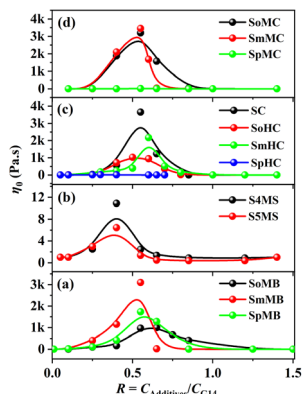 (d)
SoMC
SmMC
SpMC
3k
2k
1k
0
(c)
SC
SoHC
SmHC
SpHC
4k
3k
2k
1k
0
η₀ (Pa.s)
(b)
S4MS
S5MS
12
8
4
0
(a)
SoMB
SmMB
SpMB
3k
2k
1k
0
0.0 0.5 1.0 1.5
R = C_Additives/C_C14